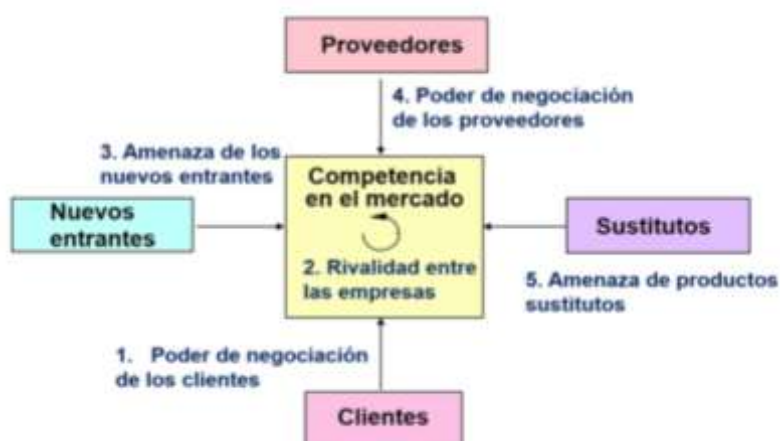 Proveedores
4. Poder de negociación
de los proveedores
3. Amenaza de los
nuevos entrantes
Competencia
en el mercado
Nuevos
entrantes
2. Rivalidad entre
las empresas
Sustitutos
5. Amenaza de productos
sustitutos
1. Poder de negociación
de los clientes
Clientes